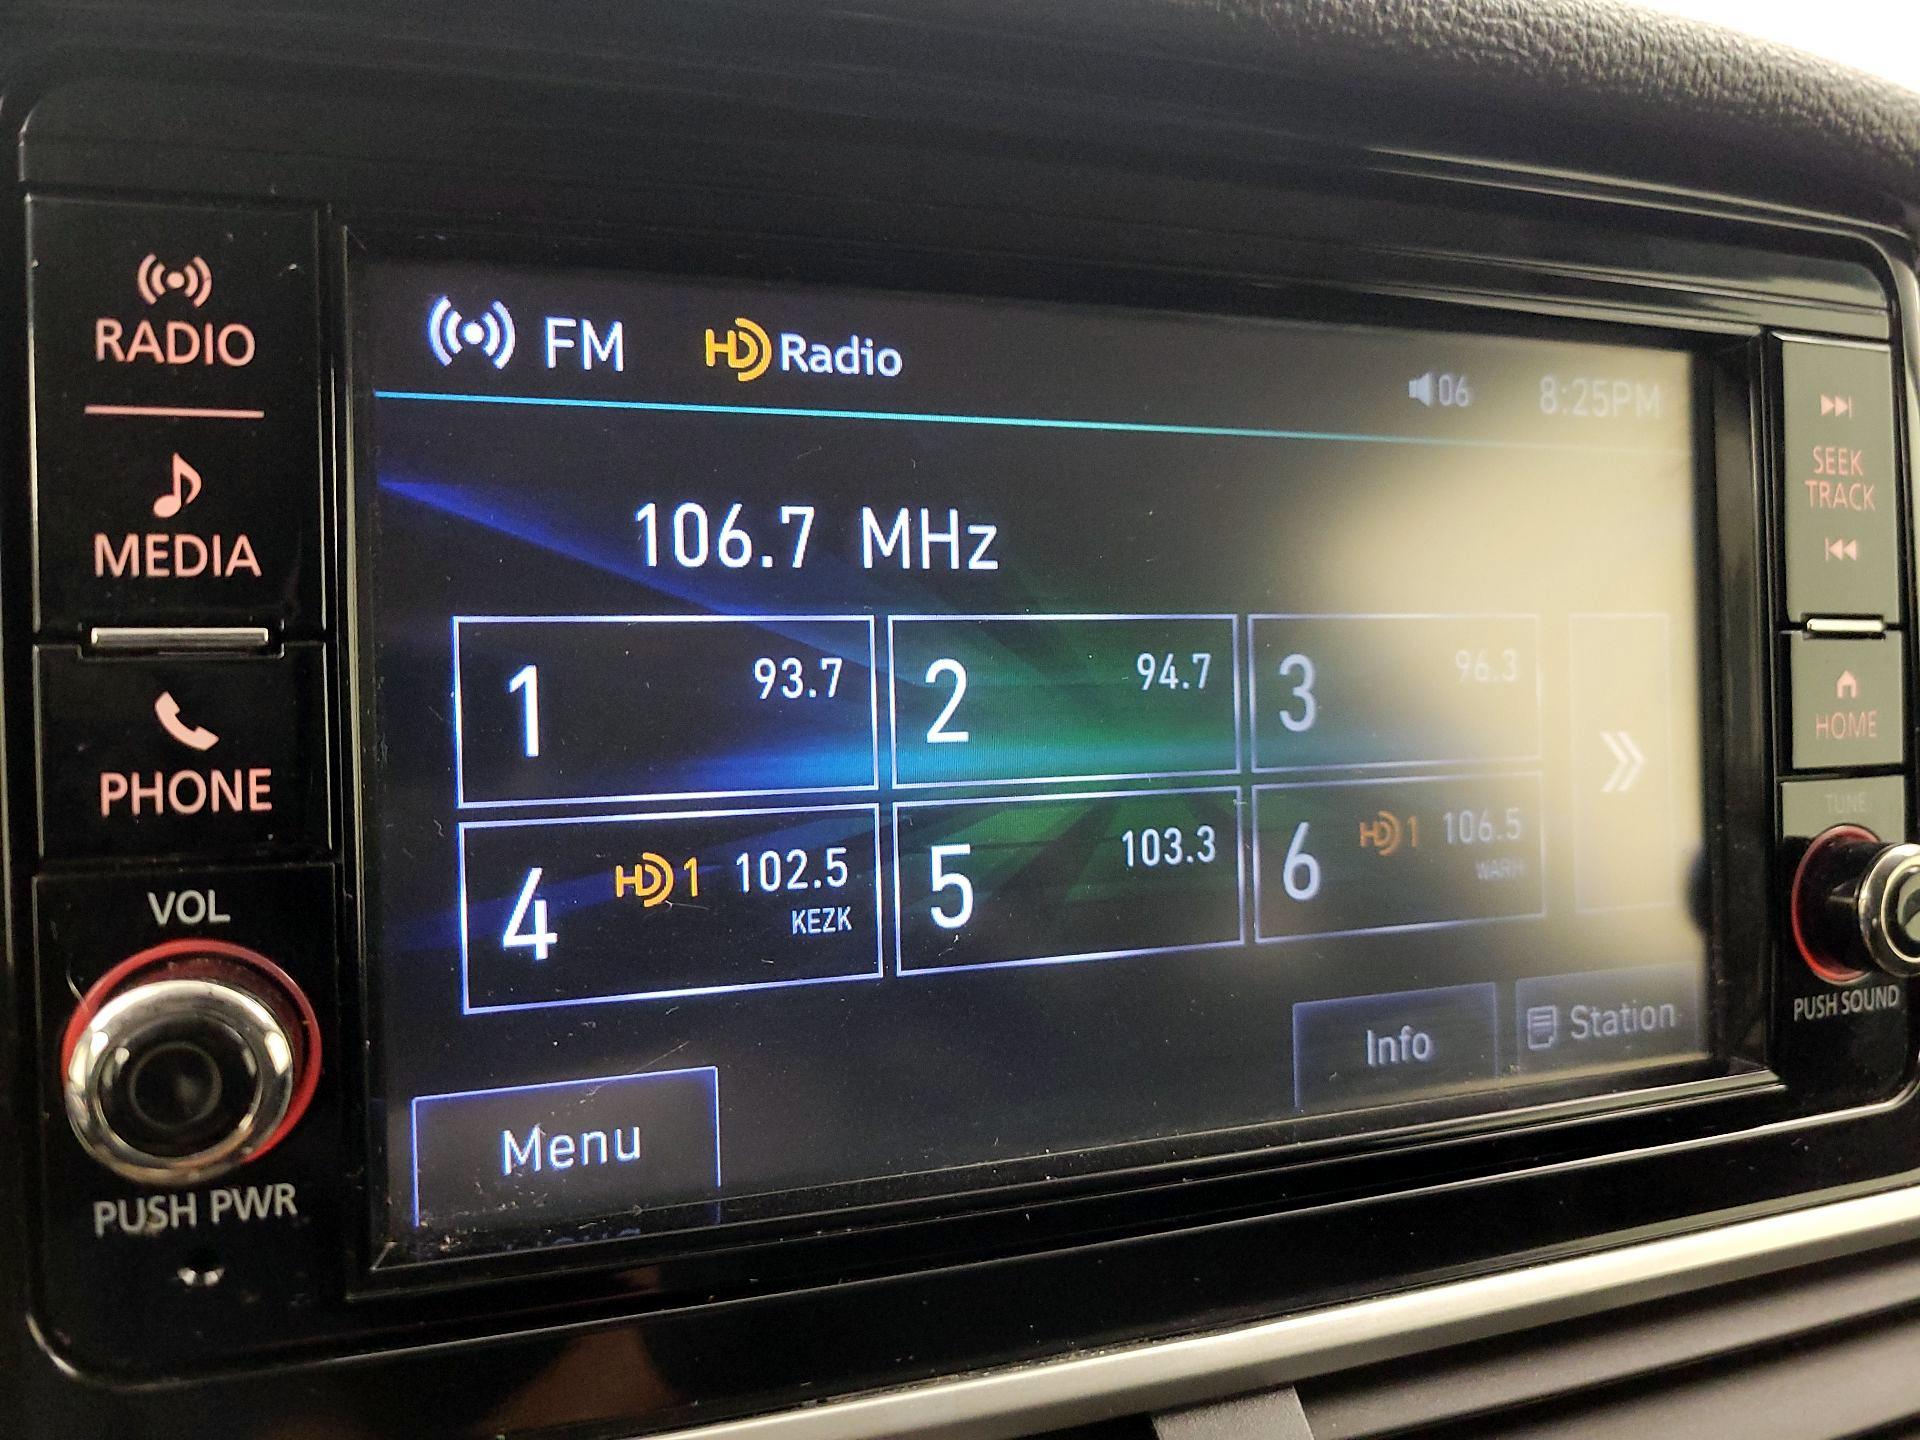 RADIO
MEDIA
PHONE
VOL
PUSH PWR
FM HD Radio
06 8:25PM
106.7 MHz
1 93.7
2 94.7
3 96.3
4 HD1 102.5
KEZK
5 103.3
6 HD1 106.5
WARH
Menu
Info
Station
SEEK
TRACK
HOME
TUNE
PUSH SOUND